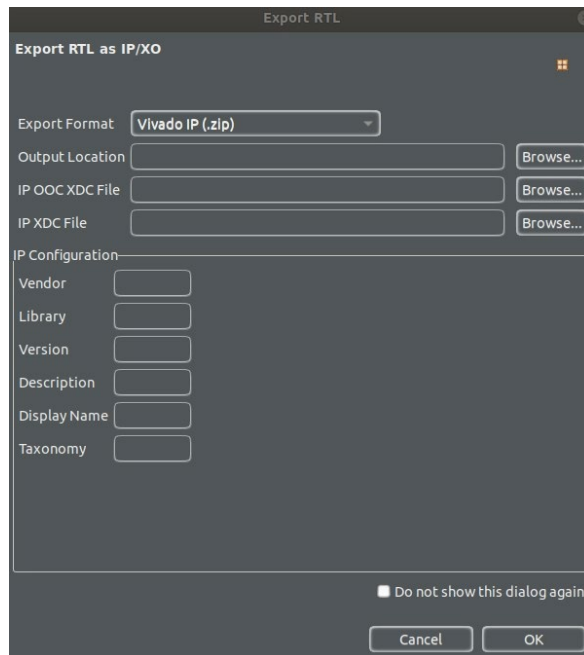 Export RTL
Export RTL as IP/XO
Export Format Vivado IP (.zip)
Output Location Browse...
IP OOC XDC File Browse...
IP XDC File Browse...
IP Configuration
Vendor
Library
Version
Description
Display Name
Taxonomy
Do not show this dialog again
Cancel OK